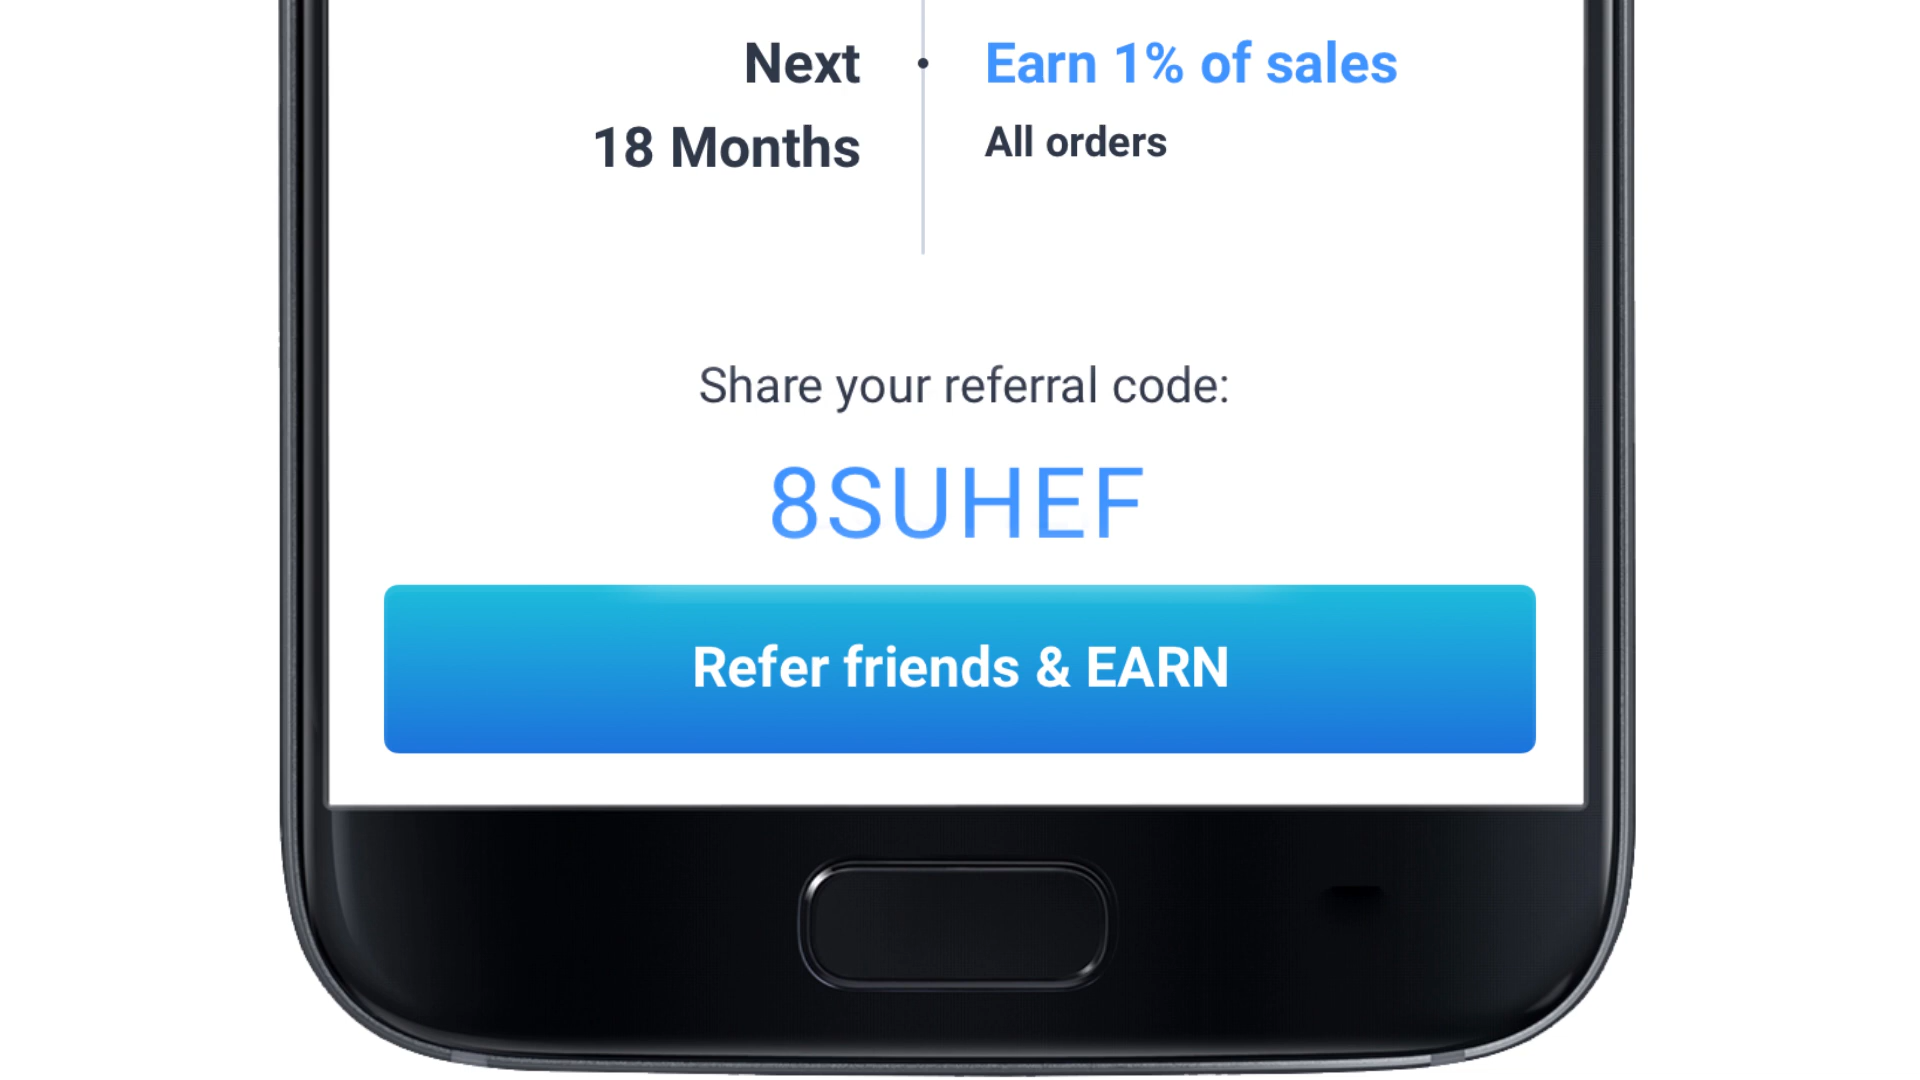 Next
18 Months
Earn 1% of sales
All orders
Share your referral code:
8SUHEF
Refer friends & EARN